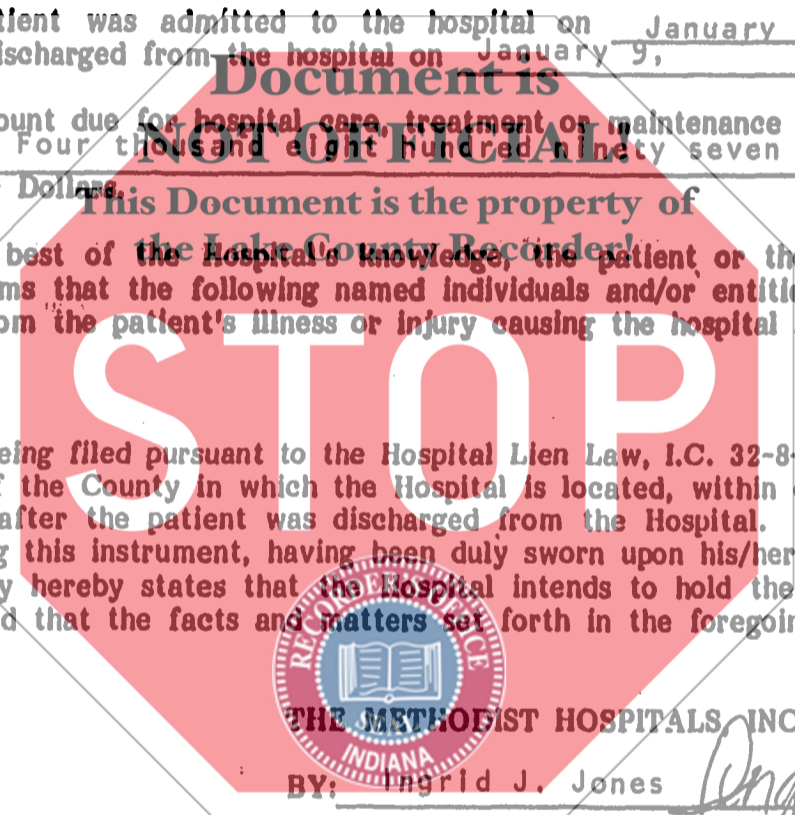 tient was admitted to the hospital on January
ischarged from the hospital on January 9,
Document is
ount due for hospital care, treatment or maintenance
NOT OFFICIAL!
Four thousand eight Hundred ninety seven
Dollars.
This Document is the property of
the Lake County Recorder!
best of the Hospital's knowledge, the patient or the
ms that the following named individuals and/or entitie
om the patient's illness or injury causing the hospital
STOP
eing filed pursuant to the Hospital Lien Law, I.C. 32-8-
f the County in which the Hospital is located, within
after the patient was discharged from the Hospital.
g this instrument, having been duly sworn upon his/her
y hereby states that the Hospital intends to hold the
d that the facts and matters set forth in the foregoin
RECORDER'S OFFICE
SEAL
INDIANA
THE METHODIST HOSPITALS, INC
BY: Ingrid J. Jones